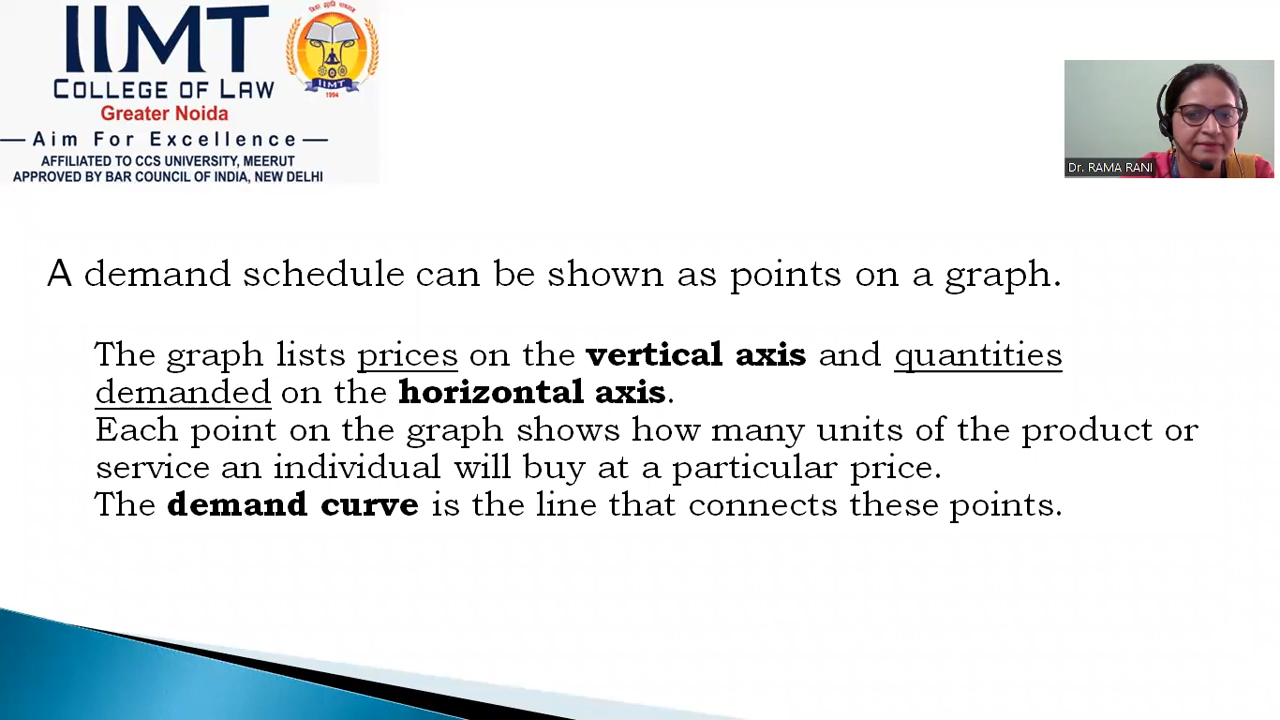 IIMT
COLLEGE OF LAW
Greater Noida
Aim For Excellence
AFFILIATED TO CCS UNIVERSITY, MEERUT
APPROVED BY BAR COUNCIL OF INDIA, NEW DELHI
IIMT
1994
Dr. RAMA RANI
A demand schedule can be shown as points on a graph.
The graph lists prices on the vertical axis and quantities
demanded on the horizontal axis.
Each point on the graph shows how many units of the product or
service an individual will buy at a particular price.
The demand curve is the line that connects these points.